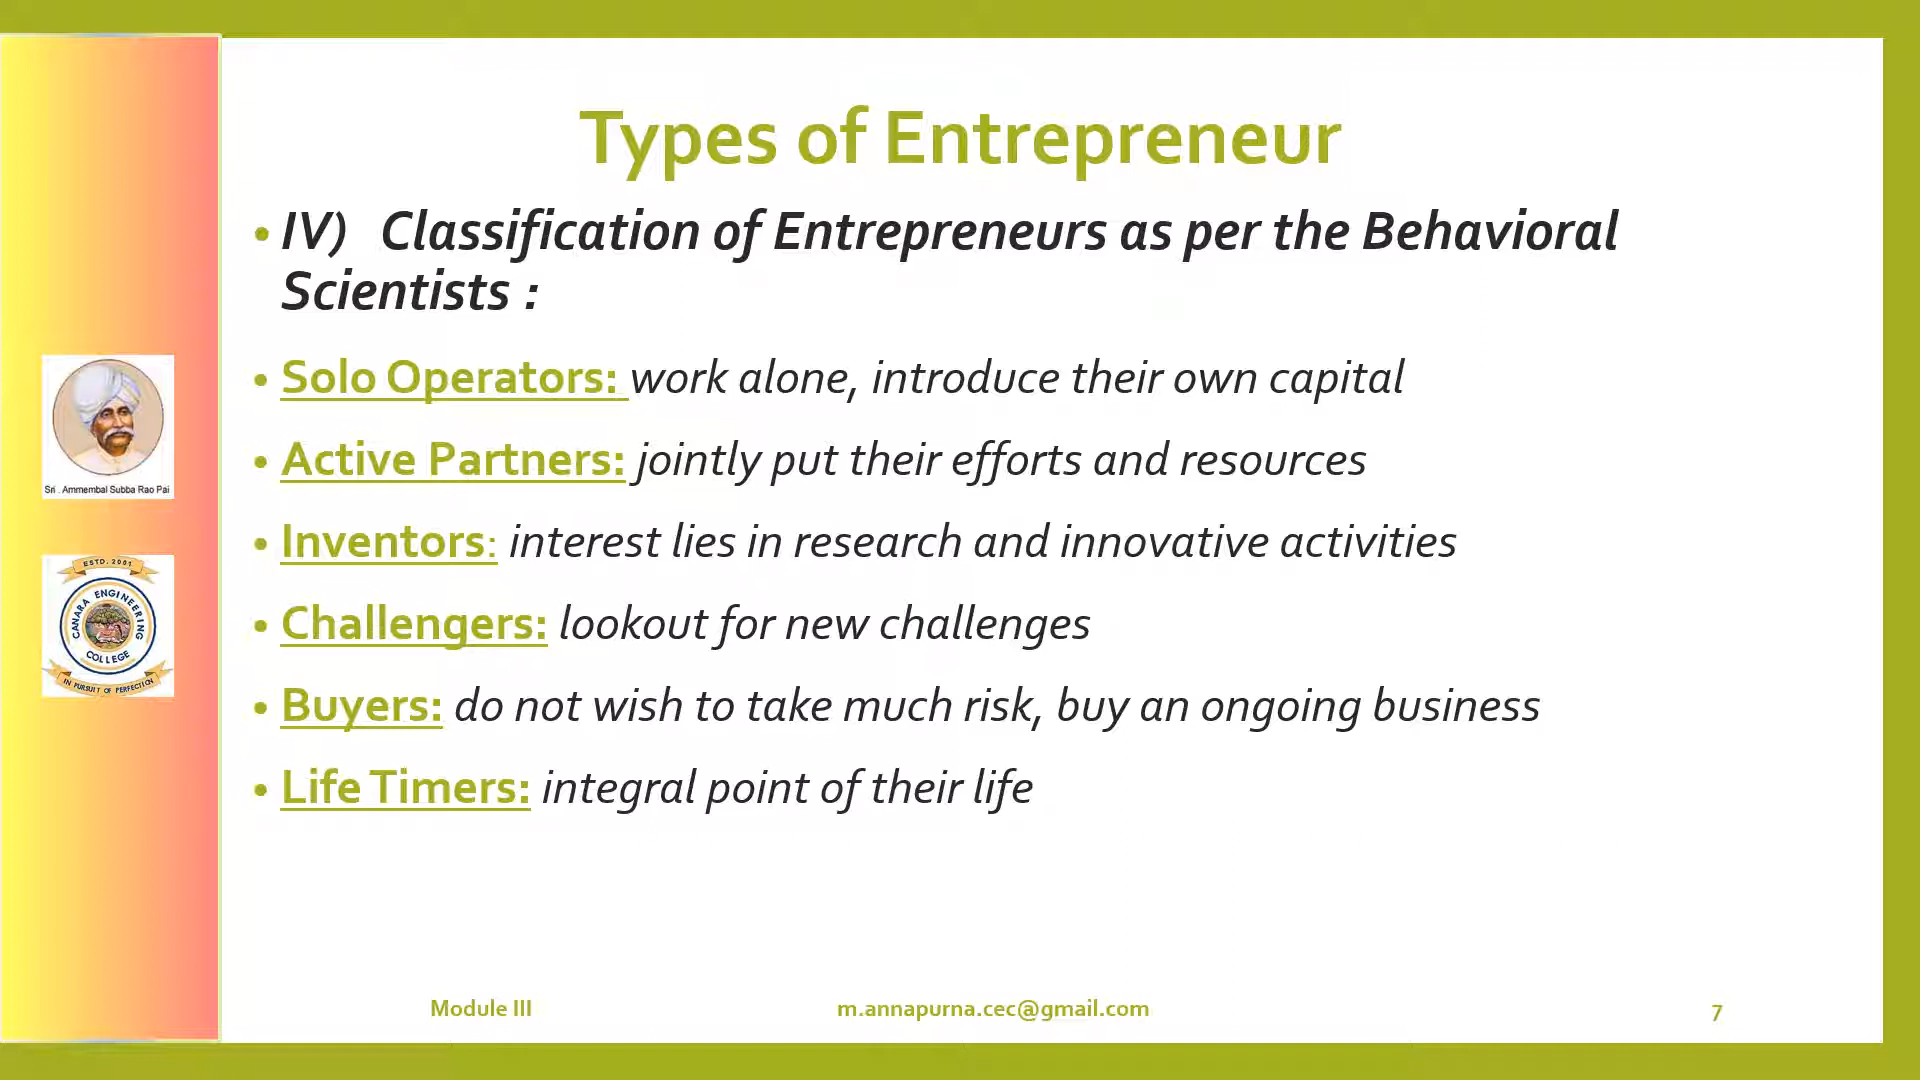 Types of Entrepreneur
• IV) Classification of Entrepreneurs as per the Behavioral
Scientists :
• Solo Operators: work alone, introduce their own capital
• Active Partners: jointly put their efforts and resources
• Inventors: interest lies in research and innovative activities
• Challengers: lookout for new challenges
• Buyers: do not wish to take much risk, buy an ongoing business
• Life Timers: integral point of their life
Sri . Ammembal Subba Rao Pai
ESTD. 2001
CANARA ENGINEERING
COLLEGE
IN PURSUIT OF PERFECTION
Module III
m.annapurna.cec@gmail.com
7